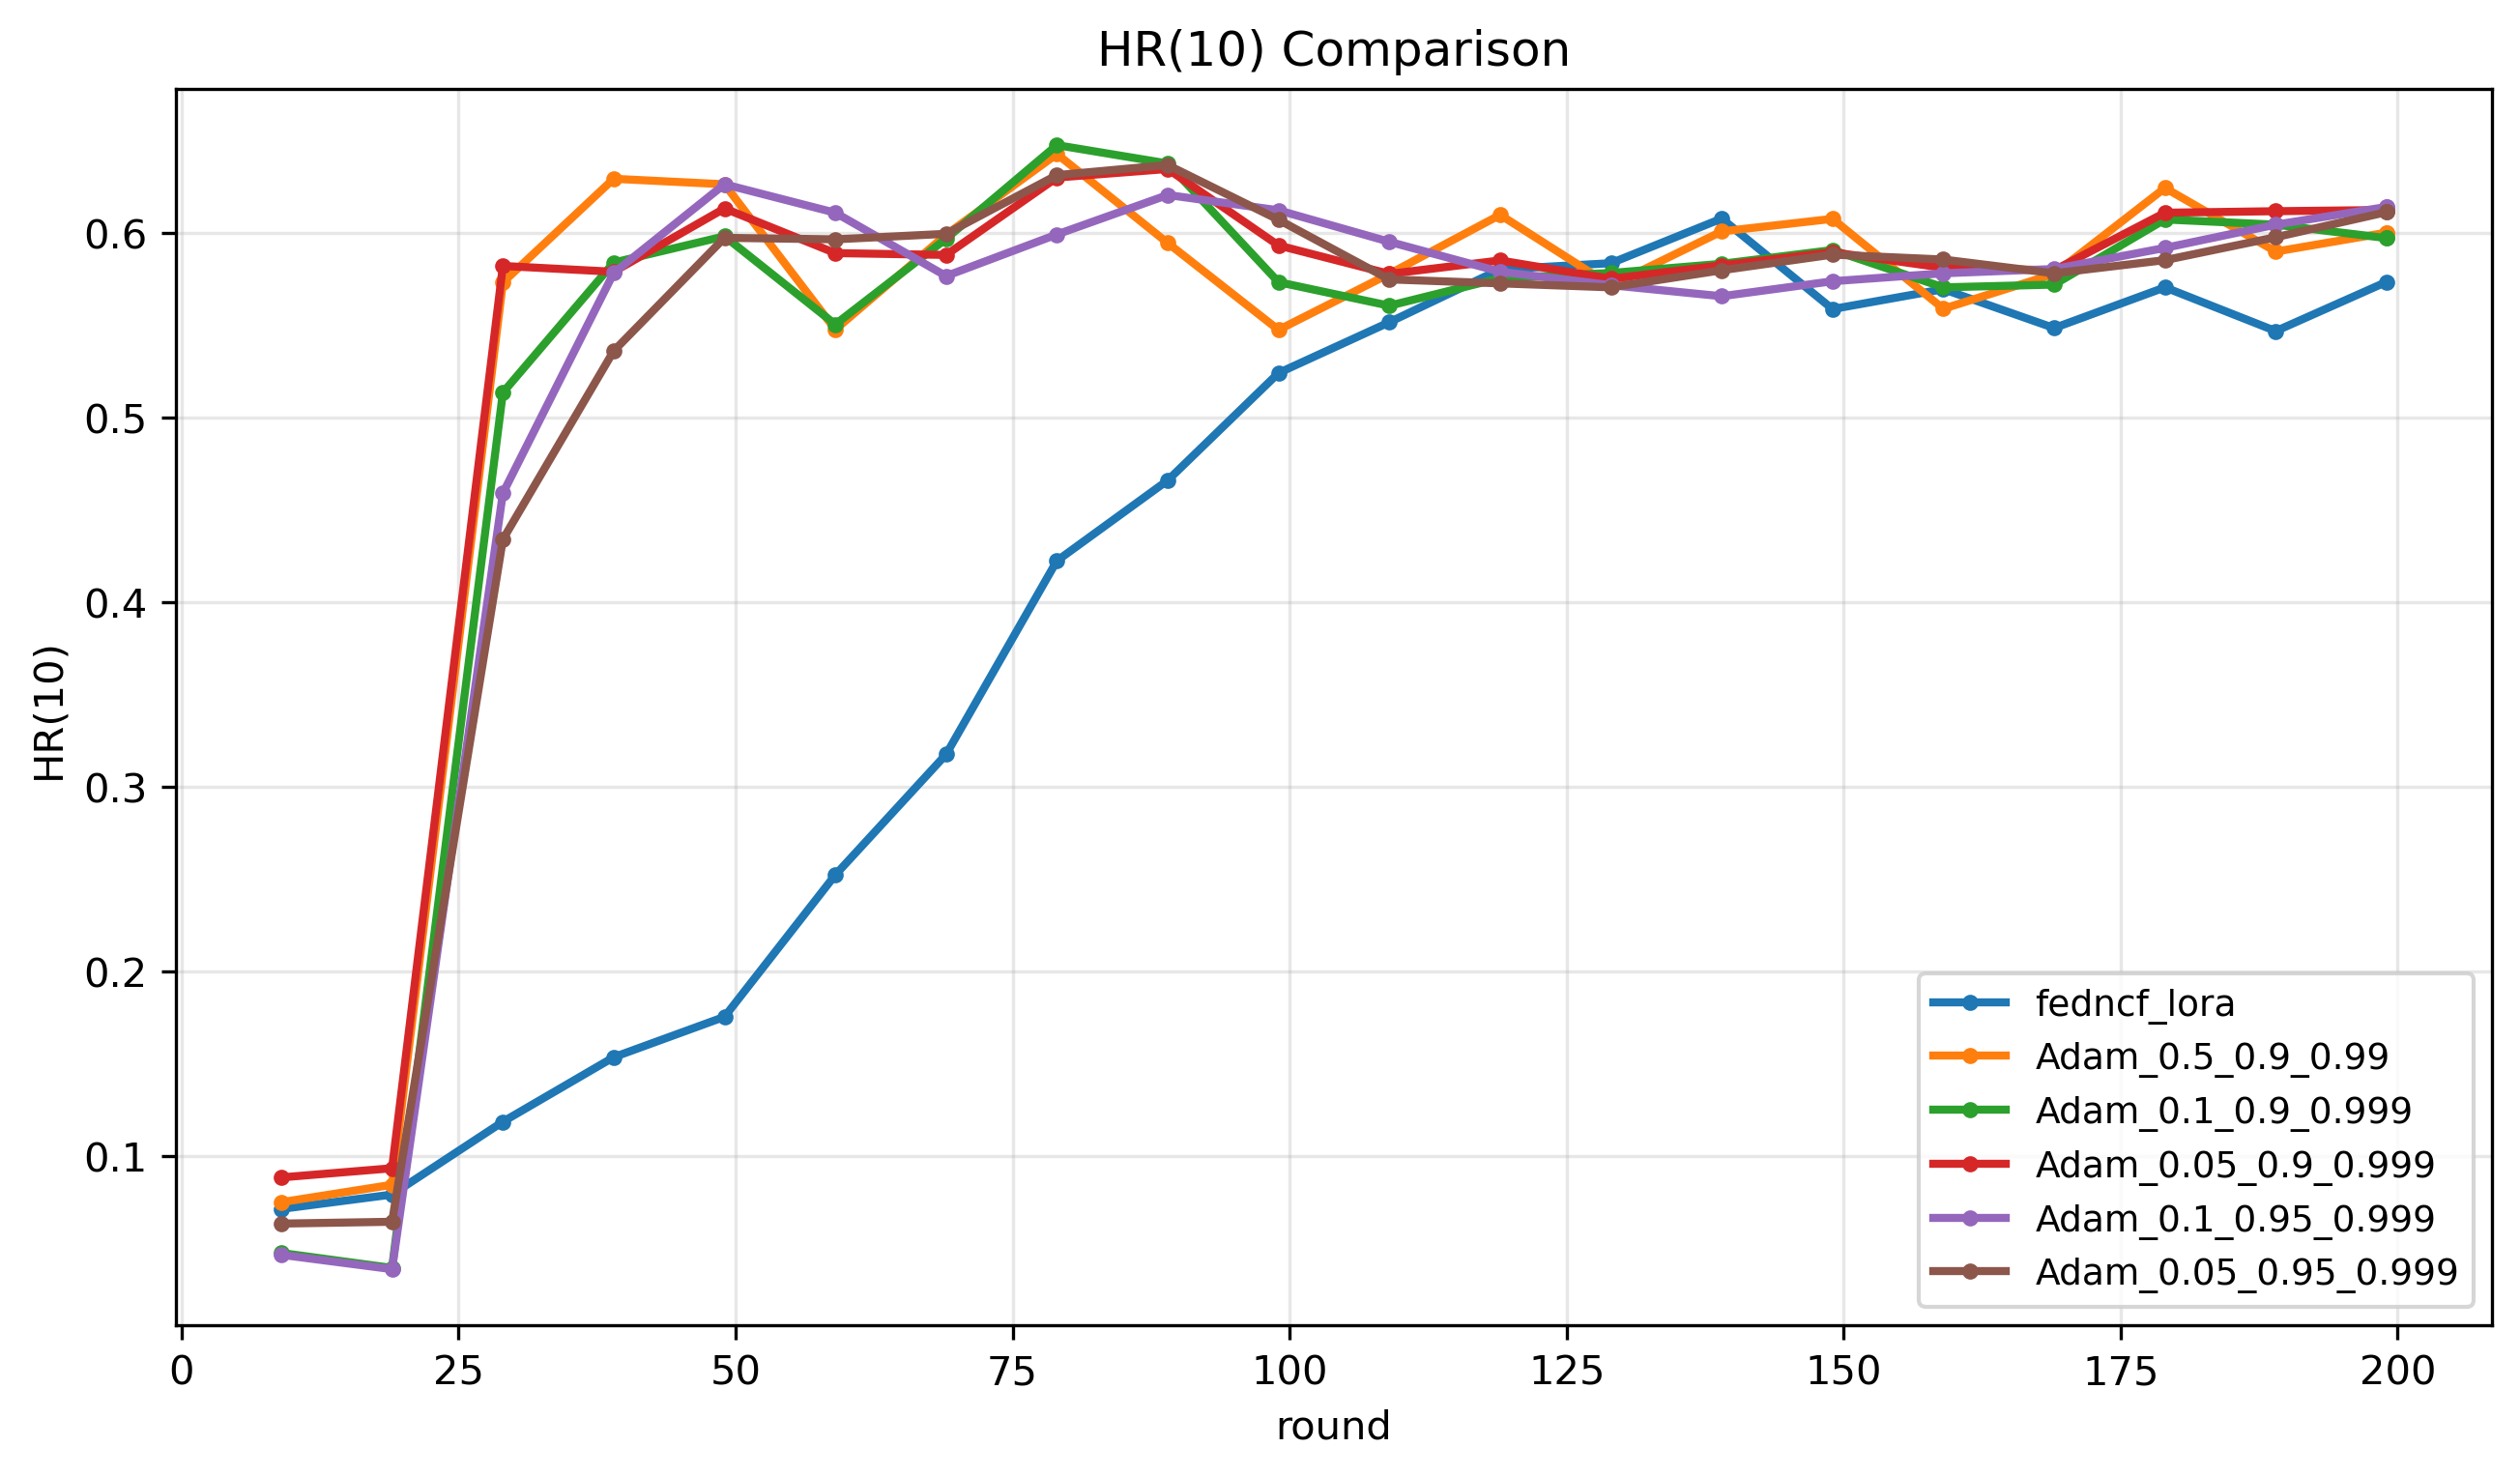 HR(10) Comparison
HR(10)
0.6
0.5
0.4
0.3
0.2
0.1
fedncf_lora
Adam_0.5_0.9_0.99
Adam_0.1_0.9_0.999
Adam_0.05_0.9_0.999
Adam_0.1_0.95_0.999
Adam_0.05_0.95_0.999
0 25 50 75 100 125 150 175 200
round